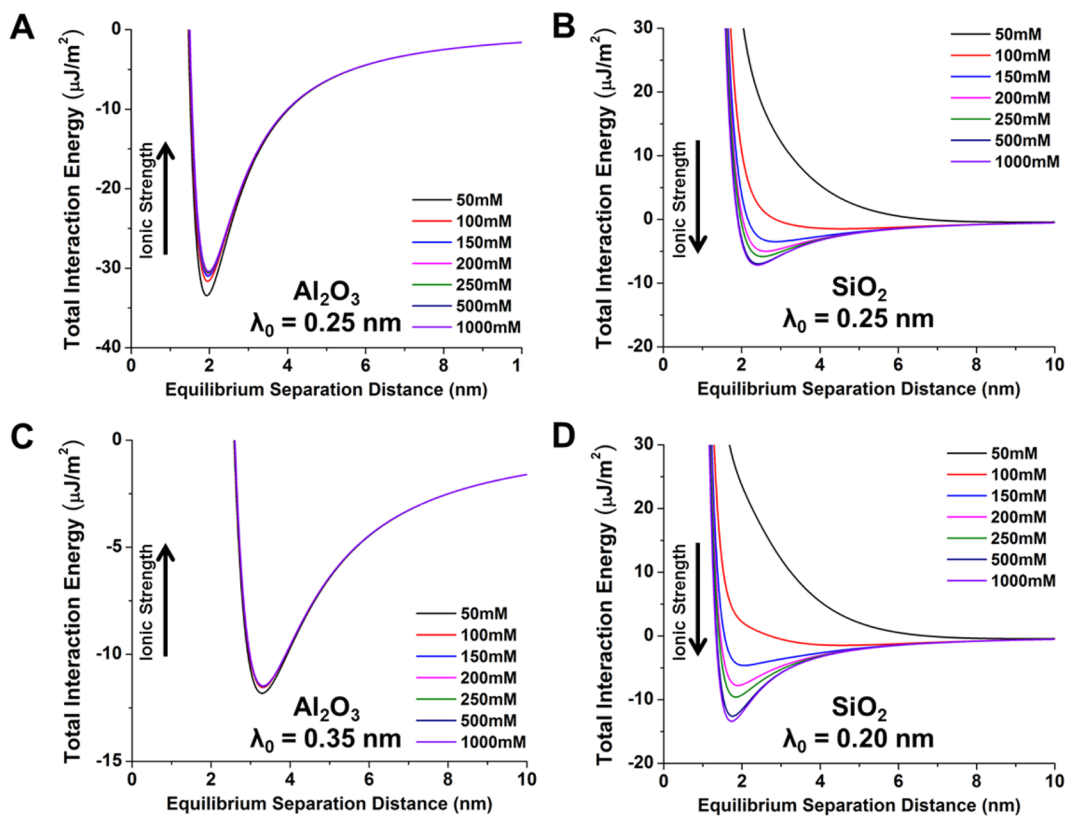 A
Total Interaction Energy (μJ/m²)
0
-10
-20
-30
-40
Ionic Strength
50mM
100mM
150mM
200mM
250mM
500mM
1000mM
Al₂O₃
λ₀ = 0.25 nm
0 2 4 6 8 1
Equilibrium Separation Distance (nm)
B
Total Interaction Energy (μJ/m²)
30
20
10
0
-10
-20
Ionic Strength
50mM
100mM
150mM
200mM
250mM
500mM
1000mM
SiO₂
λ₀ = 0.25 nm
0 2 4 6 8 10
Equilibrium Separation Distance (nm)
C
Total Interaction Energy (μJ/m²)
0
-5
-10
-15
Ionic Strength
50mM
100mM
150mM
200mM
250mM
500mM
1000mM
Al₂O₃
λ₀ = 0.35 nm
0 2 4 6 8 10
Equilibrium Separation Distance (nm)
D
Total Interaction Energy (μJ/m²)
30
20
10
0
-10
-20
Ionic Strength
50mM
100mM
150mM
200mM
250mM
500mM
1000mM
SiO₂
λ₀ = 0.20 nm
0 2 4 6 8 10
Equilibrium Separation Distance (nm)